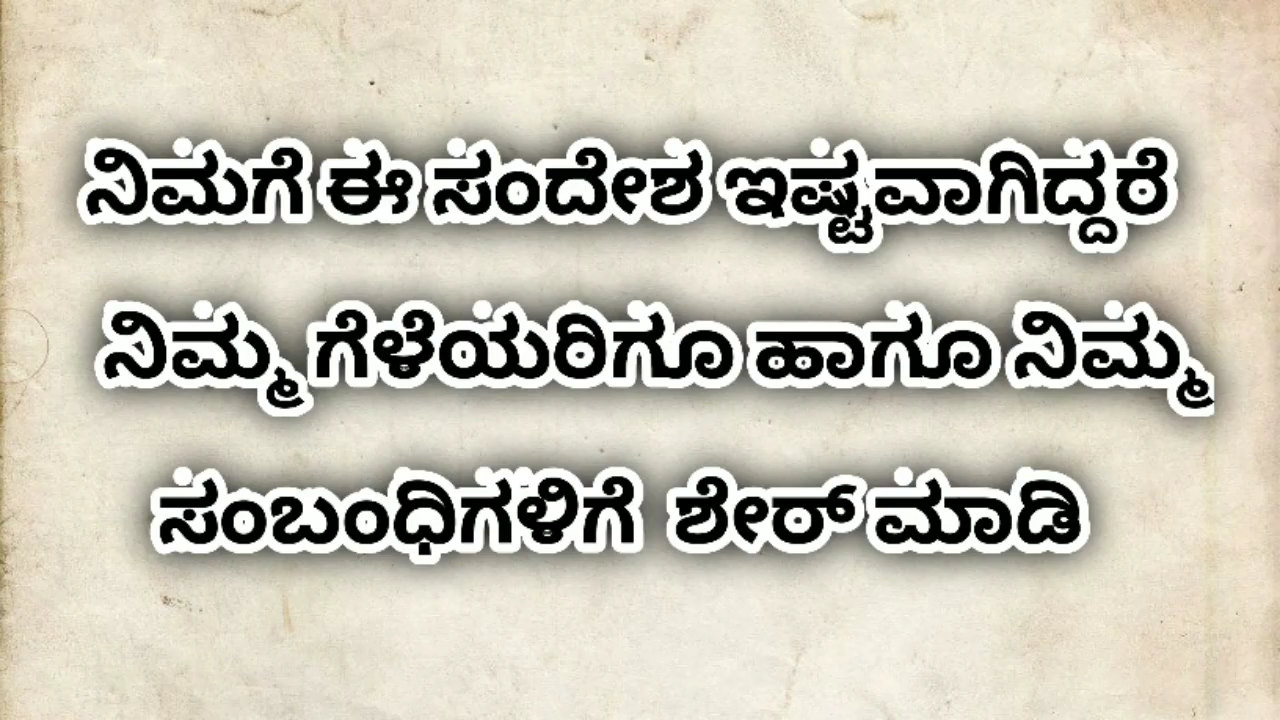 ನಿಮಗೆ ಈ ಸಂದೇಶ ಇಷ್ಟವಾಗಿದ್ದರೆ
ನಿಮ್ಮ ಗೆಳೆಯರಿಗೂ ಹಾಗೂ ನಿಮ್ಮ
ಸಂಬಂಧಿಗಳಿಗೆ ಶೇರ್ ಮಾಡಿ